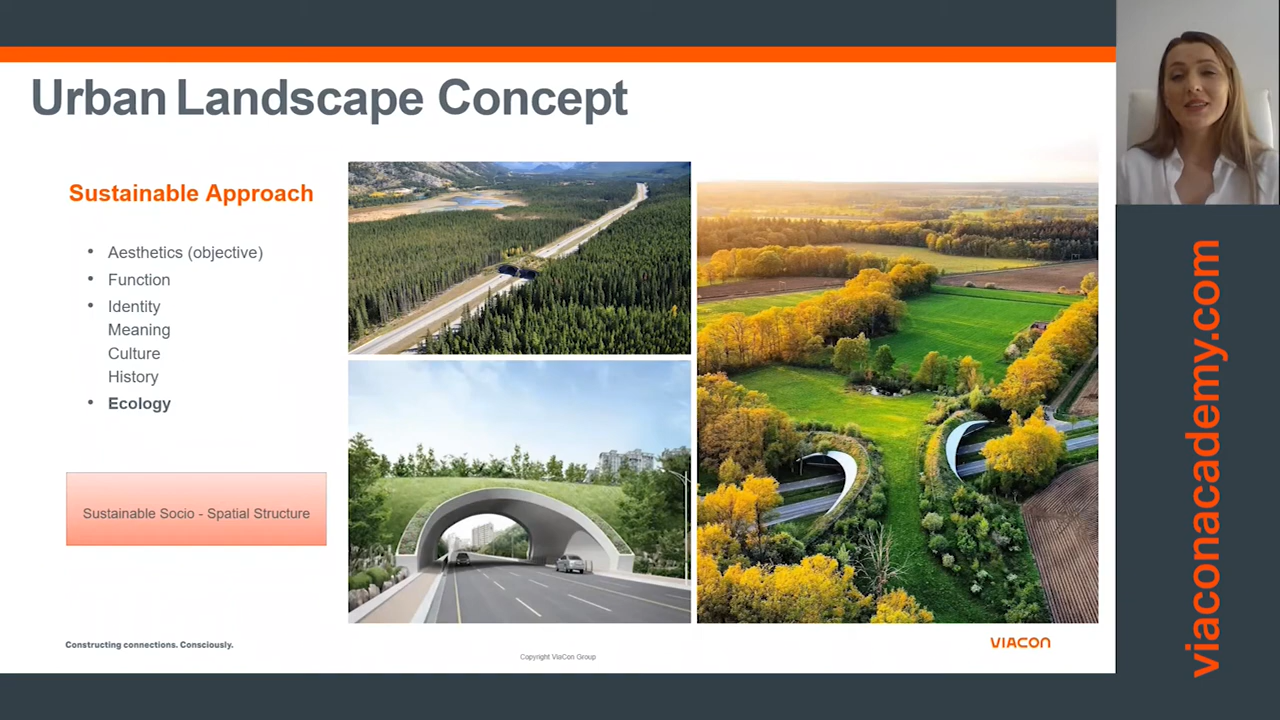 Urban Landscape Concept
Sustainable Approach
• Aesthetics (objective)
• Function
• Identity
Meaning
Culture
History
• Ecology
Sustainable Socio - Spatial Structure
Constructing connections. Consciously.
Copyright ViaCon Group
VIACON
viaconacademy.com